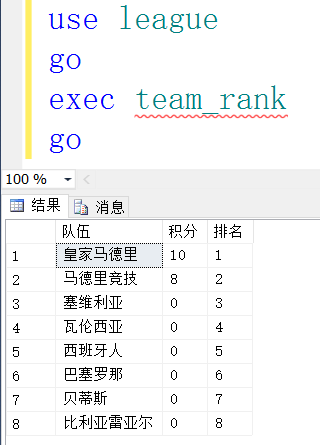 use league
go
exec team_rank
go
100 %
结果 消息
队伍 积分 排名
1 皇家马德里 10 1
2 马德里竞技 8 2
3 塞维利亚 0 3
4 瓦伦西亚 0 4
5 西班牙人 0 5
6 巴塞罗那 0 6
7 贝蒂斯 0 7
8 比利亚雷亚尔 0 8